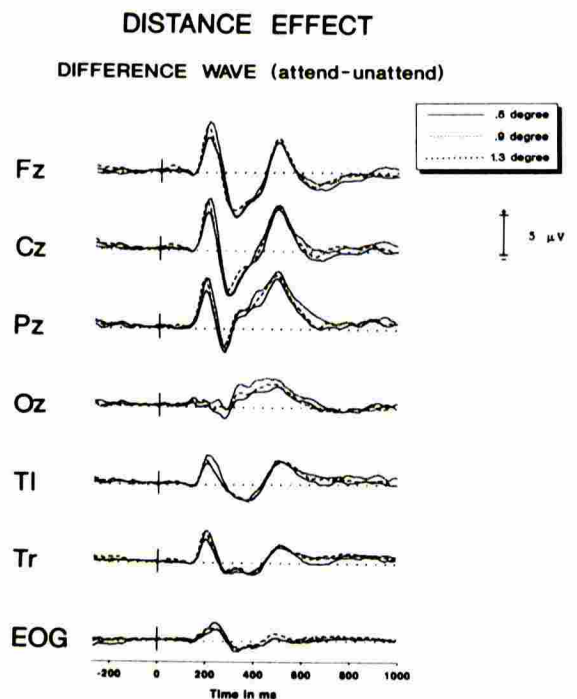 DISTANCE EFFECT
DIFFERENCE WAVE (attend-unattend)
.6 degree
.9 degree
1.3 degree
+
5 μV
-
Fz
Cz
Pz
Oz
Tl
Tr
EOG
-200 0 200 400 600 800 1000
Time in ms